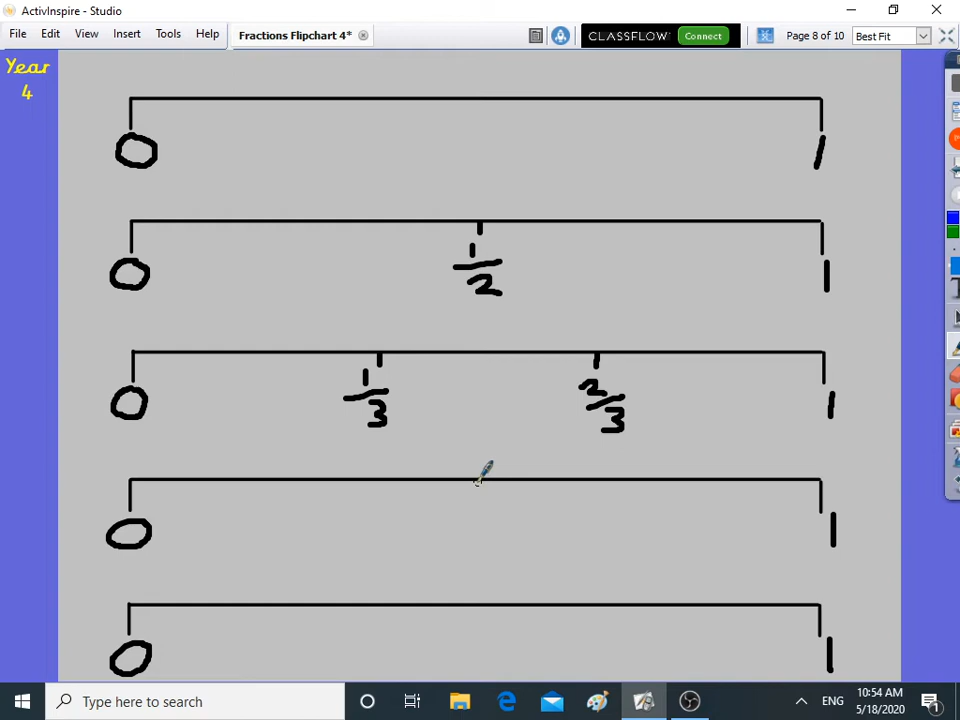 ActivInspire - Studio
File Edit View Insert Tools Help Fractions Flipchart 4* CLASSFLOW Connect Page 8 of 10 Best Fit
Year
4
0 1
0 1/2 1
0 1/3 2/3 1
0 1
0 1
Type here to search ENG 10:54 AM
5/18/2020 1